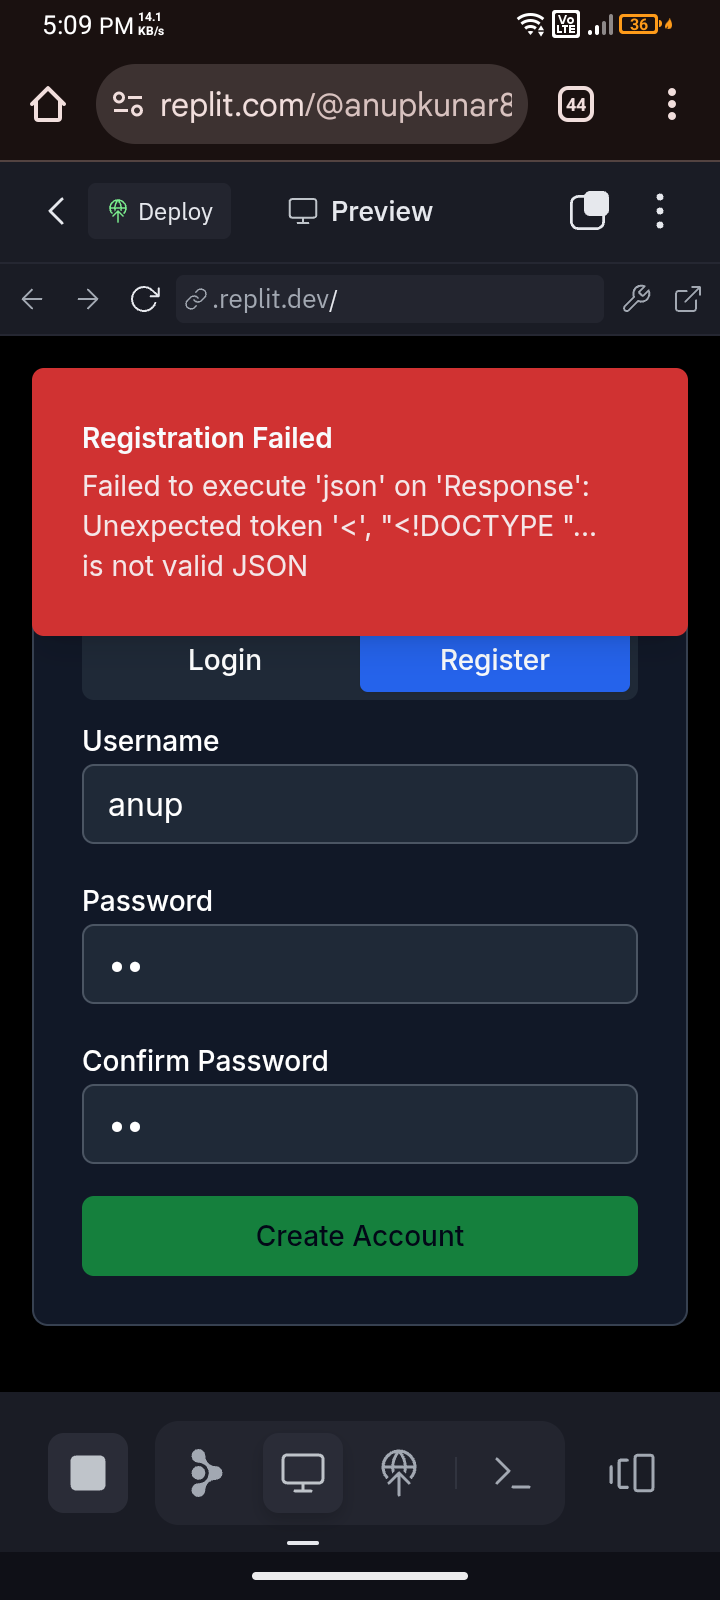 5:09 PM 14.1 KB/s Vo LTE 36
replit.com/@anupkunar8 44
Deploy Preview
.replit.dev/
Registration Failed
Failed to execute 'json' on 'Response':
Unexpected token '<', "<!DOCTYPE "...
is not valid JSON
Login Register
Username
anup
Password
Confirm Password
Create Account